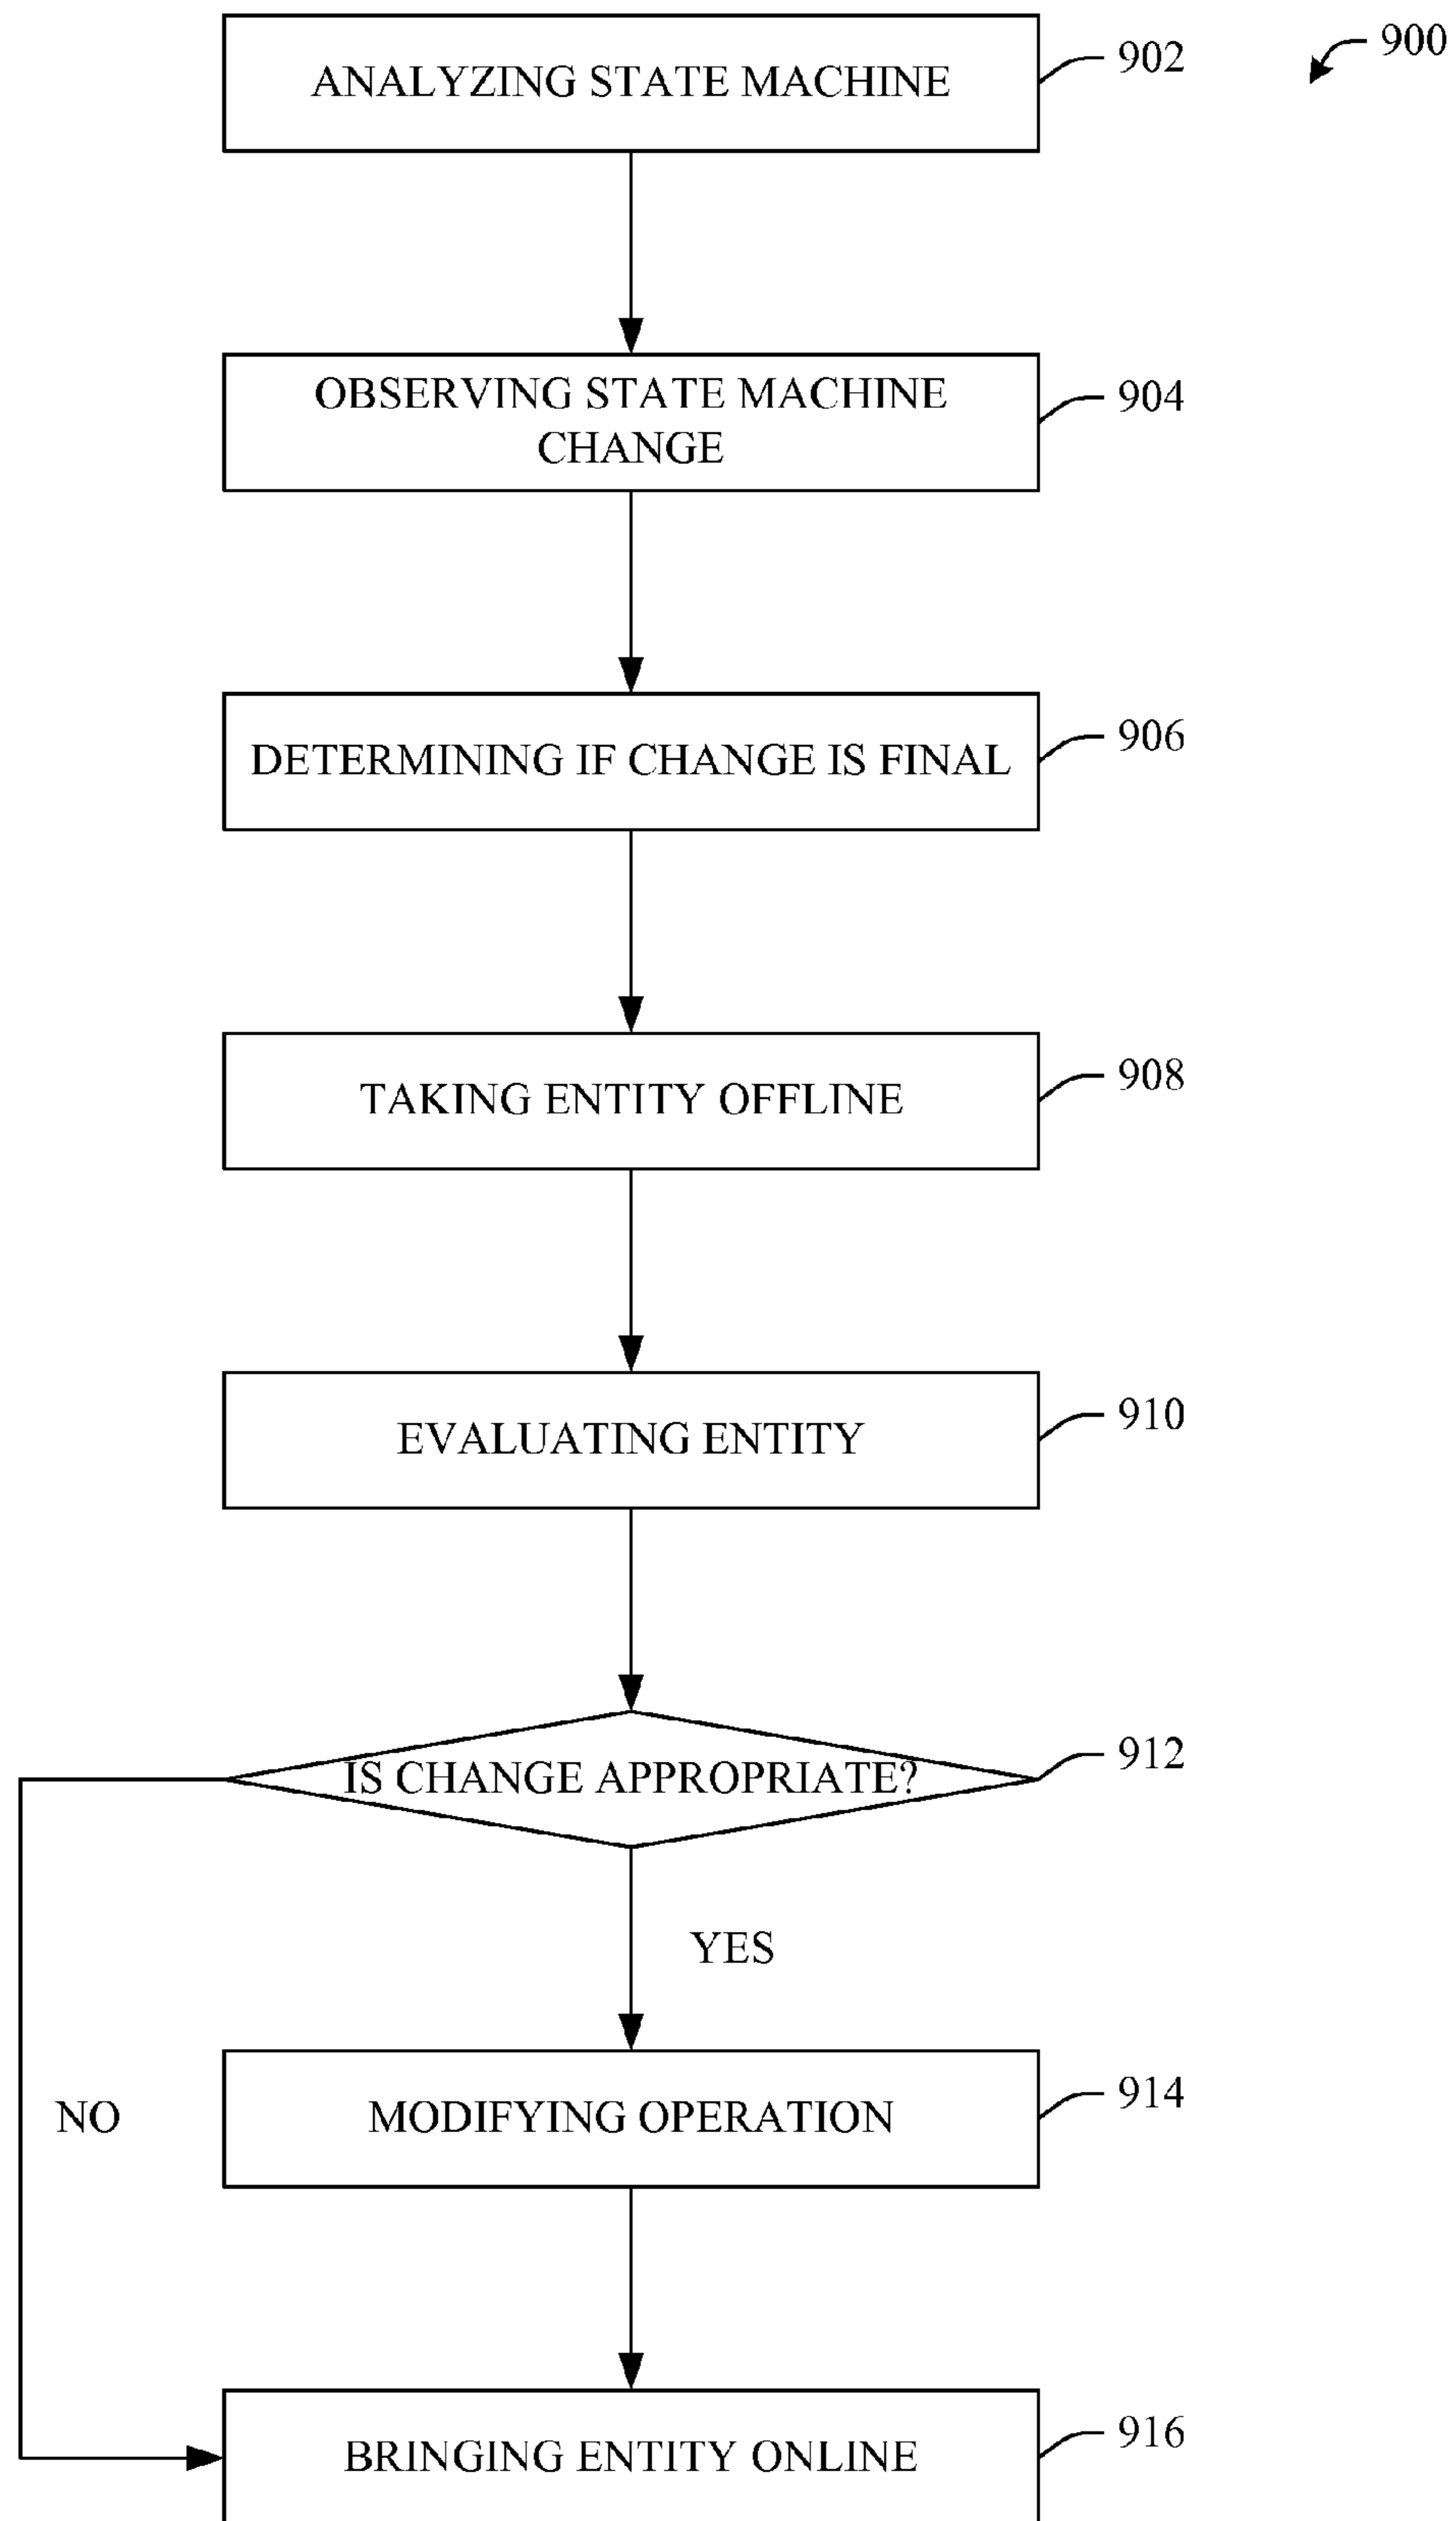 900
ANALYZING STATE MACHINE
902
OBSERVING STATE MACHINE
CHANGE
904
DETERMINING IF CHANGE IS FINAL
906
TAKING ENTITY OFFLINE
908
EVALUATING ENTITY
910
IS CHANGE APPROPRIATE?
912
YES
NO
MODIFYING OPERATION
914
BRINGING ENTITY ONLINE
916